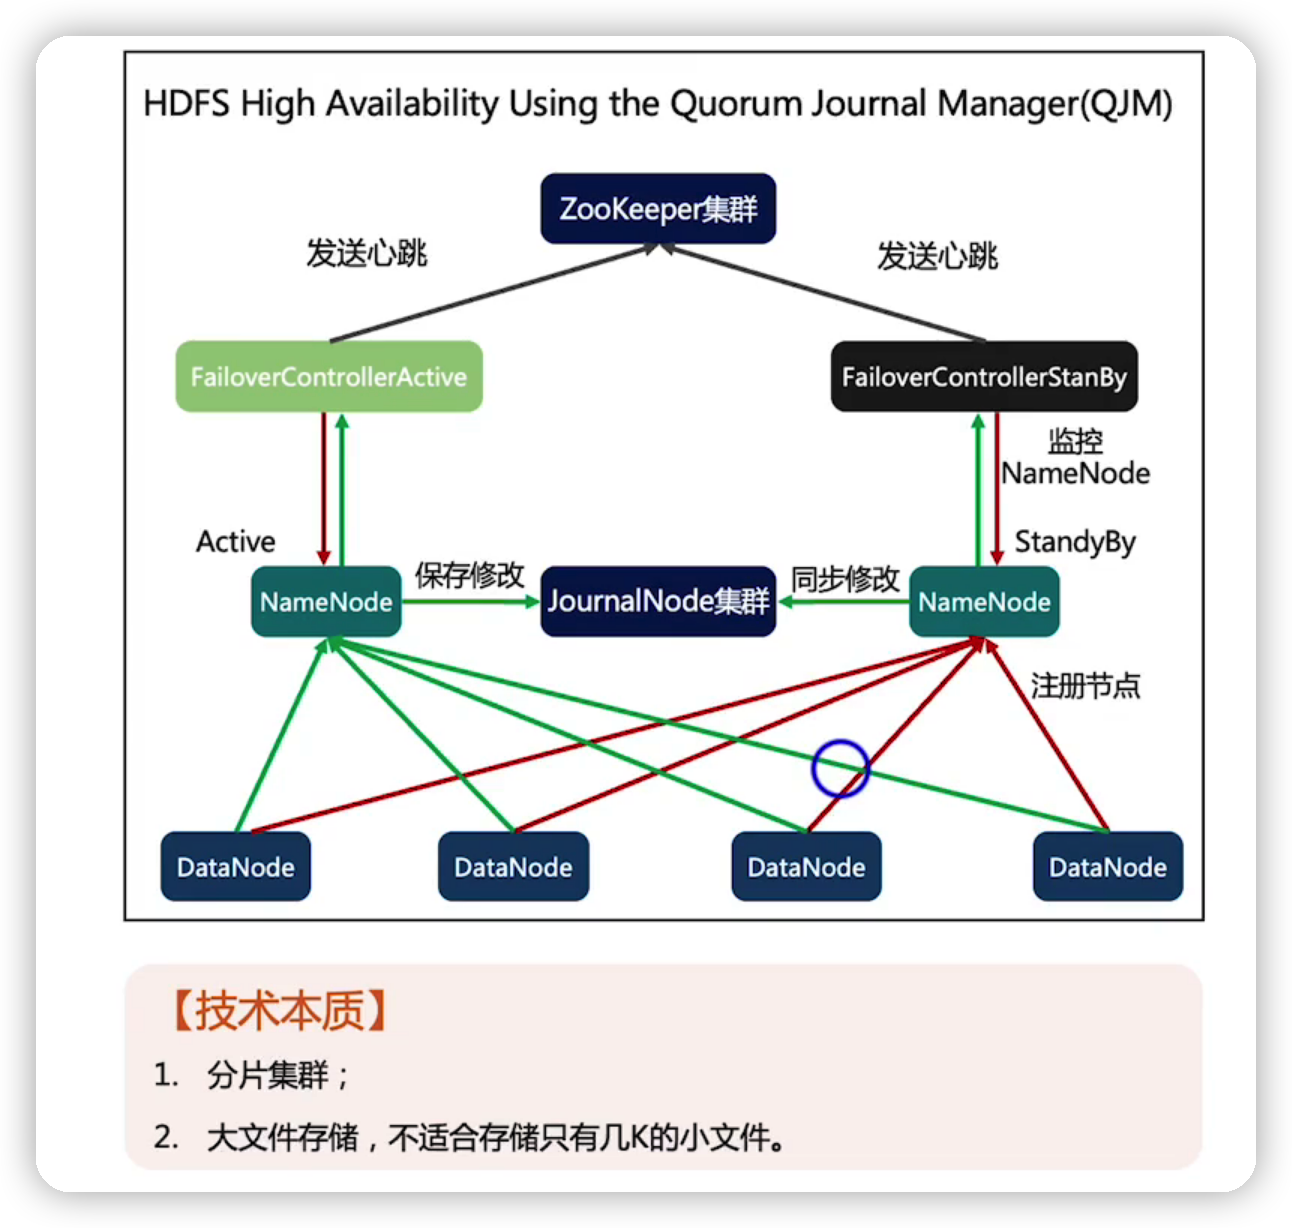 HDFS High Availability Using the Quorum Journal Manager(QJM)
ZooKeeper集群
发送心跳
发送心跳
FailoverControllerActive
FailoverControllerStanBy
监控
NameNode
Active
StandyBy
NameNode
保存修改
JournalNode集群
同步修改
NameNode
注册节点
DataNode
DataNode
DataNode
DataNode
【技术本质】
1. 分片集群；
2. 大文件存储，不适合存储只有几K的小文件。